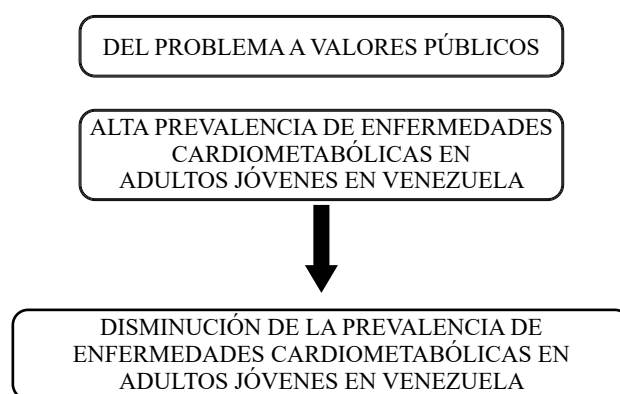 DEL PROBLEMA A VALORES PÚBLICOS
ALTA PREVALENCIA DE ENFERMEDADES
CARDIOMETABÓLICAS EN
ADULTOS JÓVENES EN VENEZUELA
DISMINUCIÓN DE LA PREVALENCIA DE
ENFERMEDADES CARDIOMETABÓLICAS EN
ADULTOS JÓVENES EN VENEZUELA